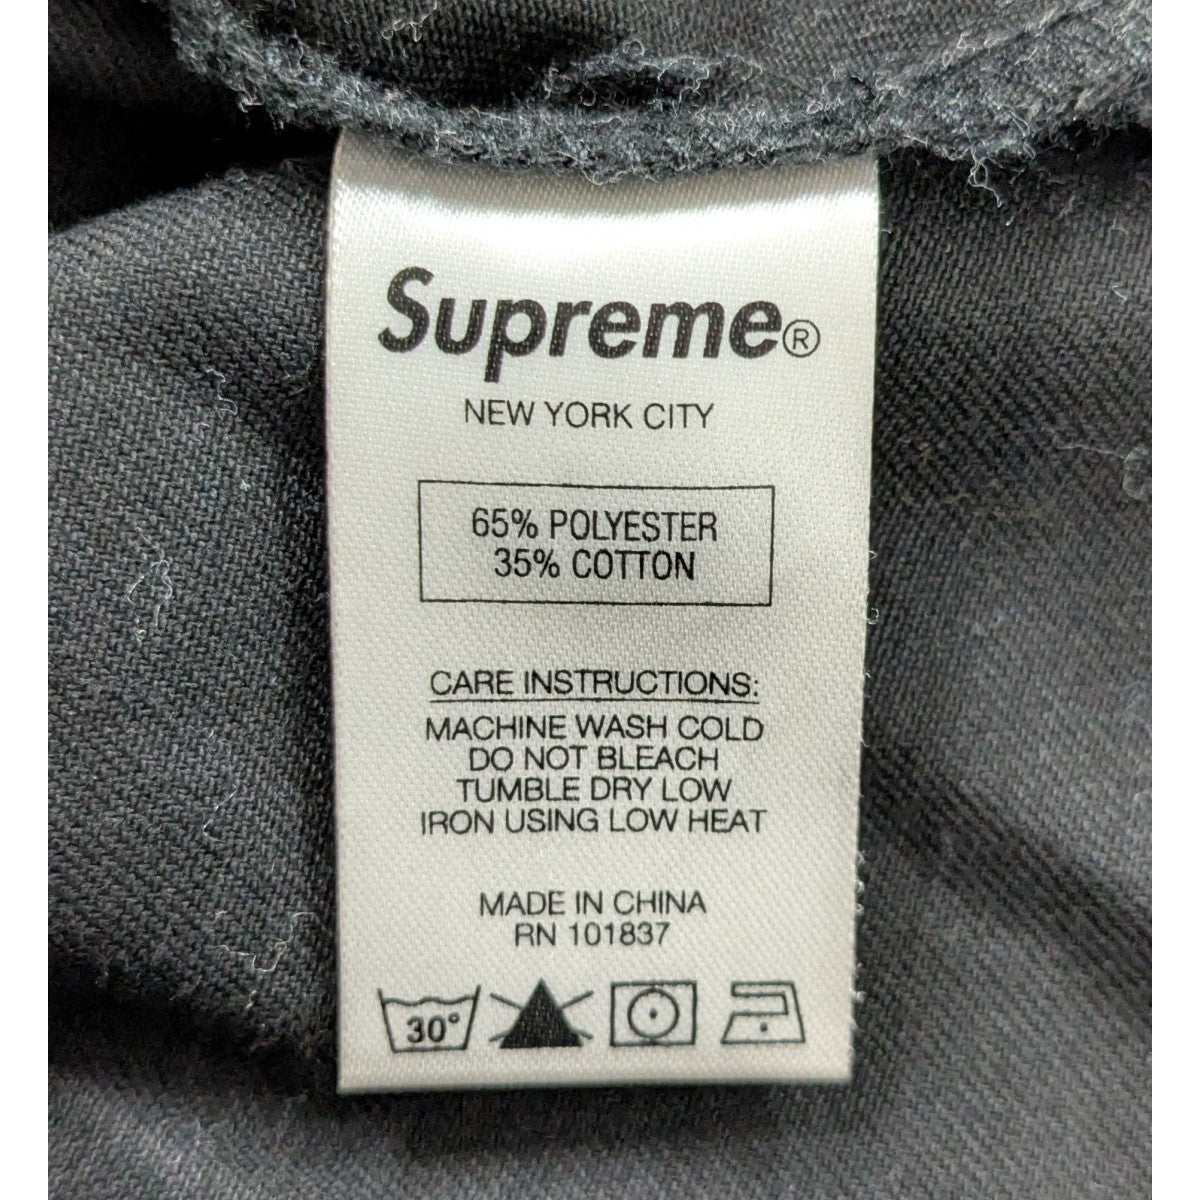 Supreme®
NEW YORK CITY
65% POLYESTER
35% COTTON
CARE INSTRUCTIONS:
MACHINE WASH COLD
DO NOT BLEACH
TUMBLE DRY LOW
IRON USING LOW HEAT
MADE IN CHINA
RN 101837
30°